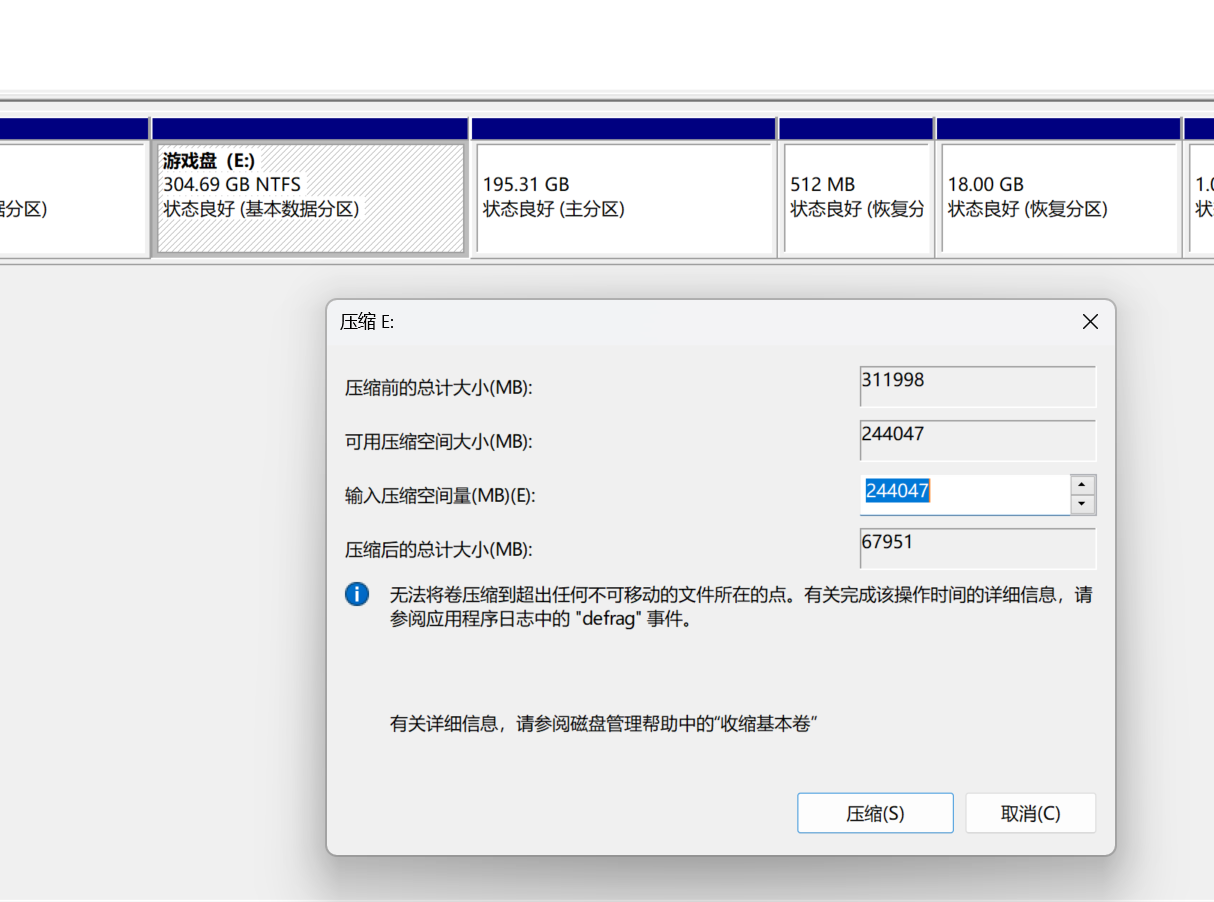 游戏盘 (E:)
304.69 GB NTFS
状态良好 (基本数据分区)
195.31 GB
状态良好 (主分区)
512 MB
状态良好 (恢复分
18.00 GB
状态良好 (恢复分区)
分区)
1.0
状
压缩 E:
压缩前的总计大小(MB):
311998
可用压缩空间大小(MB):
244047
输入压缩空间量(MB)(E):
244047
压缩后的总计大小(MB):
67951
无法将卷压缩到超出任何不可移动的文件所在的点。有关完成该操作时间的详细信息，请
参阅应用程序日志中的 "defrag" 事件。
有关详细信息，请参阅磁盘管理帮助中的“收缩基本卷”
压缩(S)
取消(C)